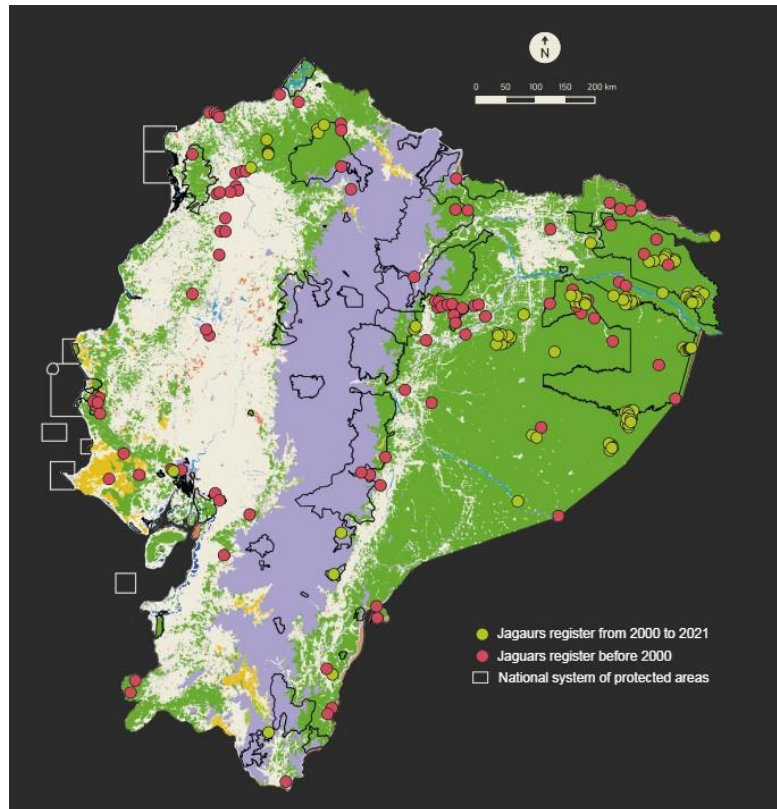 N
0 50 100 150 200 km
Jagaurs register from 2000 to 2021
Jaguars register before 2000
National system of protected areas